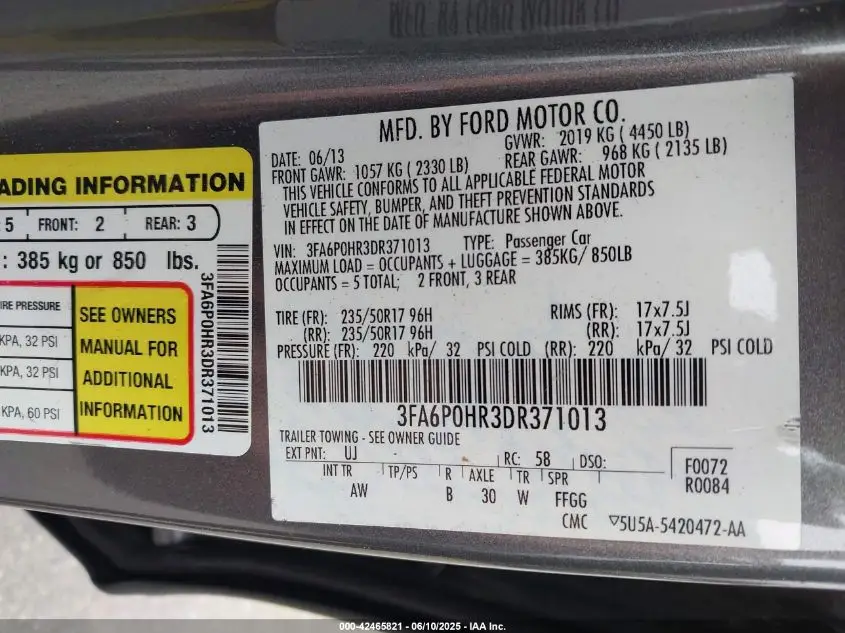 MFD. BY FORD MOTOR CO.
DATE: 06/13
GVWR: 2019 KG ( 4450 LB)
FRONT GAWR: 1057 KG ( 2330 LB)
REAR GAWR: 968 KG ( 2135 LB)
THIS VEHICLE CONFORMS TO ALL APPLICABLE FEDERAL MOTOR
VEHICLE SAFETY, BUMPER, AND THEFT PREVENTION STANDARDS
IN EFFECT ON THE DATE OF MANUFACTURE SHOWN ABOVE.
VIN: 3FA6P0HR3DR371013 TYPE: Passenger Car
MAXIMUM LOAD = OCCUPANTS + LUGGAGE = 385KG/ 850LB
OCCUPANTS = 5 TOTAL; 2 FRONT, 3 REAR
TIRE (FR): 235/50R17 96H RIMS (FR): 17x7.5J
(RR): 235/50R17 96H (RR): 17x7.5J
PRESSURE (FR): 220 kPa/ 32 PSI COLD (RR): 220 kPa/ 32 PSI COLD
3FA6P0HR3DR371013
TRAILER TOWING - SEE OWNER GUIDE
EXT PNT: UJ - RC: 58 DSO:
INT TR TP/PS R AXLE TR SPR
AW B 30 W FFGG
F0072
R0084
CMC ▽5U5A-5420472-AA
ADING INFORMATION
: 5 FRONT: 2 REAR: 3
: 385 kg or 850 lbs.
IRE PRESSURE
KPA, 32 PSI
KPA, 32 PSI
KPA, 60 PSI
SEE OWNERS
MANUAL FOR
ADDITIONAL
INFORMATION
3FA6P0HR3DR371013
000-42465821 - 06/10/2025 - IAA Inc.